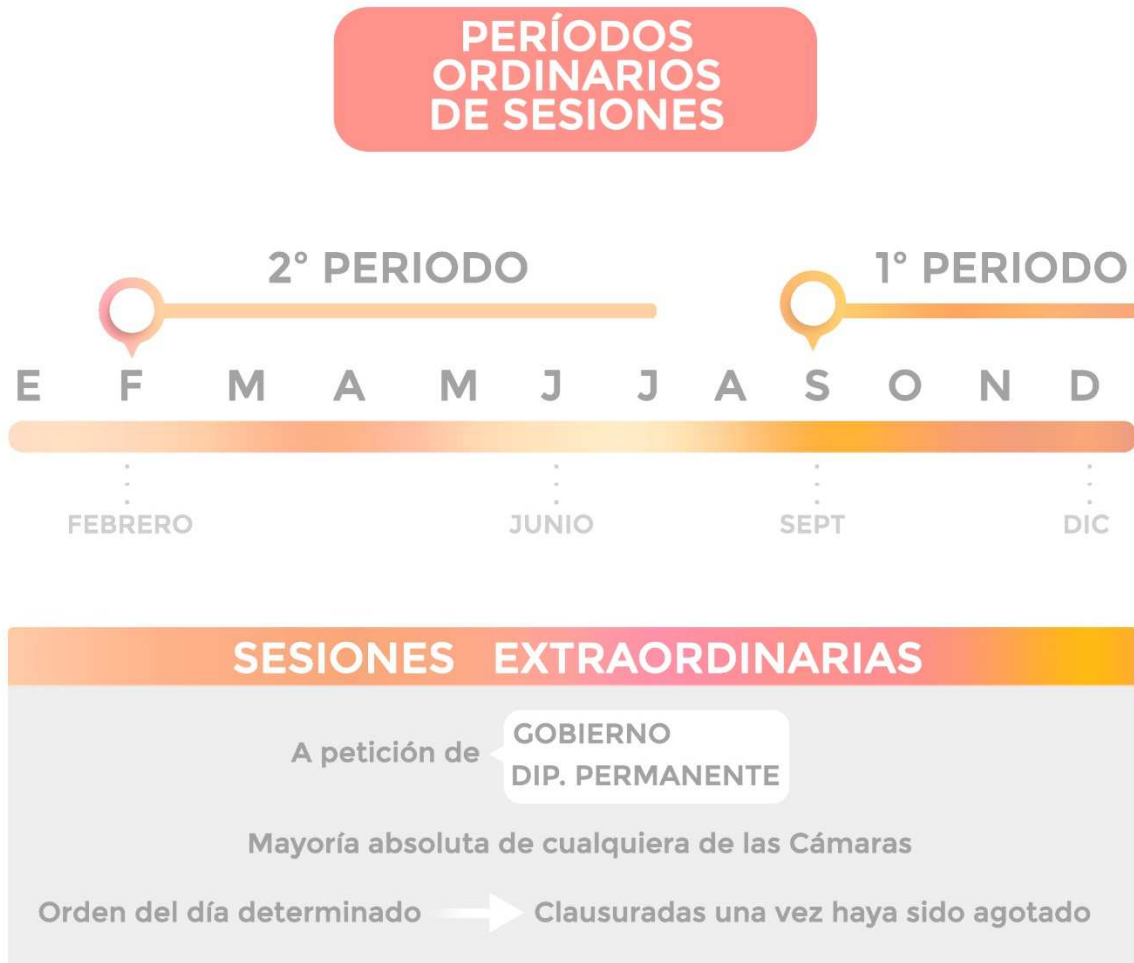 PERÍODOS
ORDINARIOS
DE SESIONES
2° PERIODO
1° PERIODO
E F M A M J J A S O N D
FEBRERO JUNIO SEPT DIC
SESIONES EXTRAORDINARIAS
A petición de
GOBIERNO
DIP. PERMANENTE
Mayoría absoluta de cualquiera de las Cámaras
Orden del día determinado
Clausuradas una vez haya sido agotado